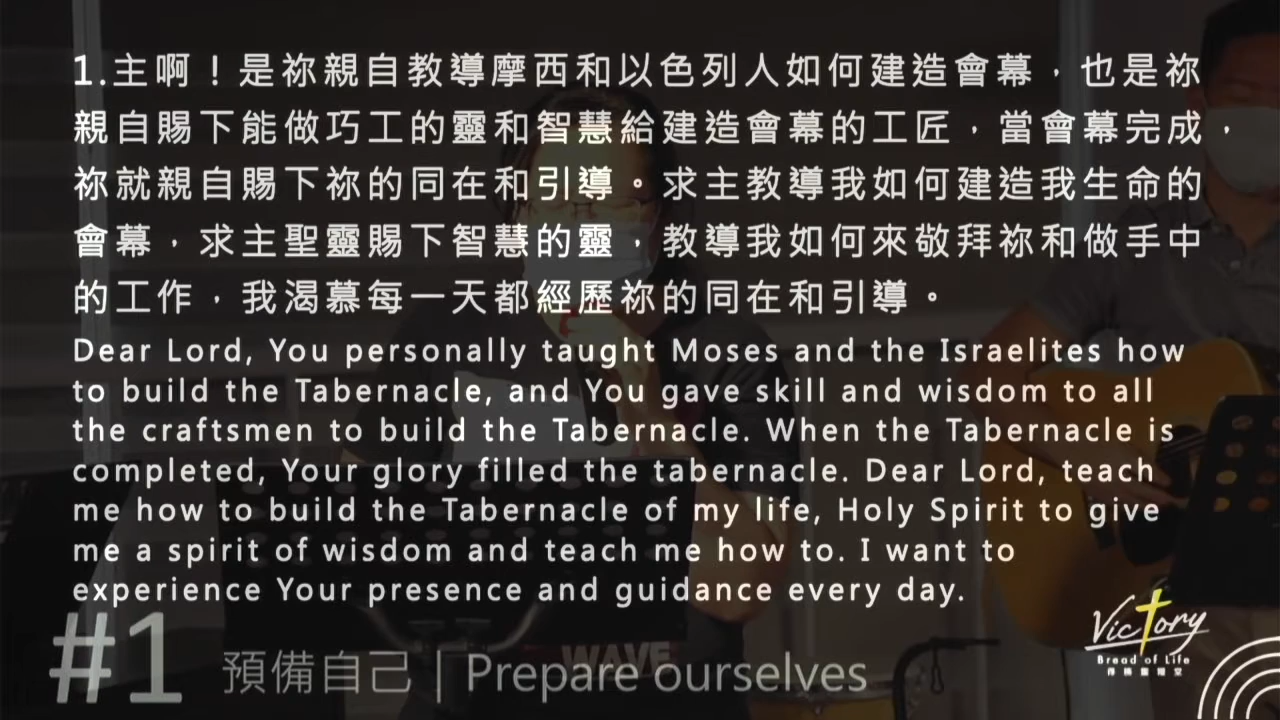 1.主啊！是祢親自教導摩西和以色列人如何建造會幕，也是祢
親自賜下能做巧工的靈和智慧給建造會幕的工匠，當會幕完成，
祢就親自賜下祢的同在和引導。求主教導我如何建造我生命的
會幕，求主聖靈賜下智慧的靈，教導我如何來敬拜祢和做手中
的工作，我渴慕每一天都經歷祢的同在和引導。
Dear Lord, You personally taught Moses and the Israelites how
to build the Tabernacle, and You gave skill and wisdom to all
the craftsmen to build the Tabernacle. When the Tabernacle is
completed, Your glory filled the tabernacle. Dear Lord, teach
me how to build the Tabernacle of my life, Holy Spirit to give
me a spirit of wisdom and teach me how to. I want to
experience Your presence and guidance every day.
#1 預備自己 | Prepare ourselves
WAVE
Victory
Bread of Life
得勝靈糧堂